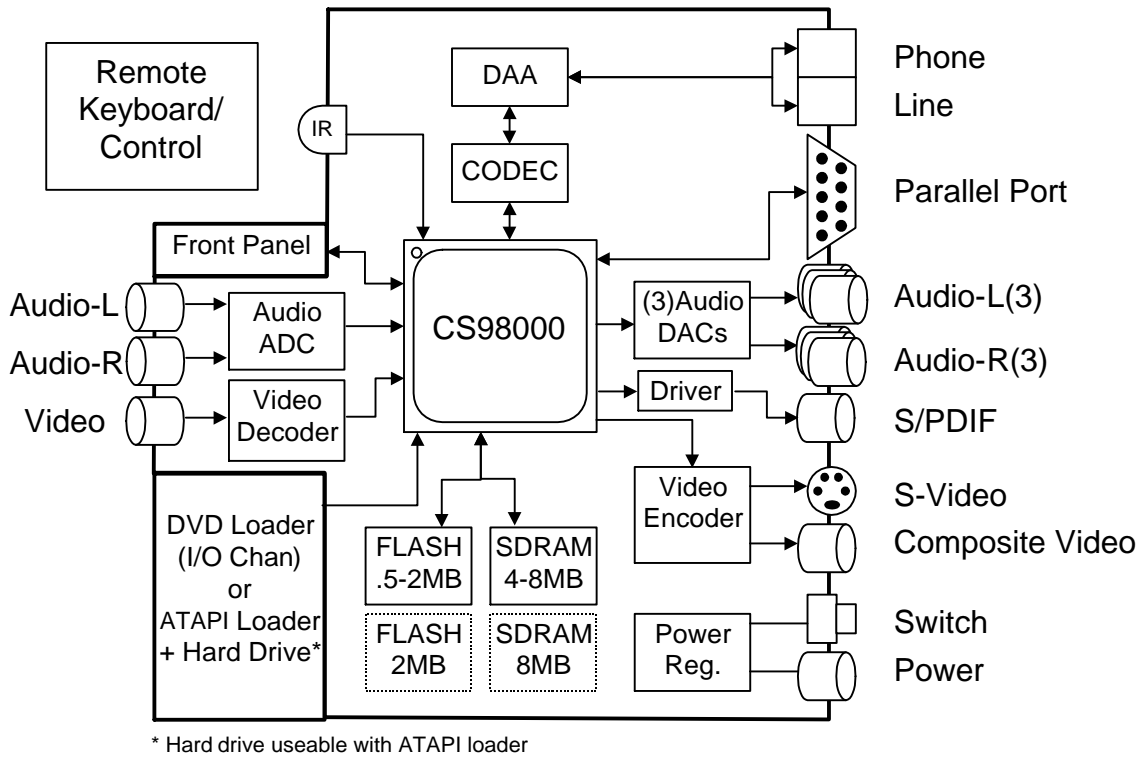 Remote
Keyboard/
Control
IR
DAA
CODEC
Phone
Line
Parallel Port
Front Panel
Audio-L
Audio-R
Video
Audio
ADC
Video
Decoder
CS98000
(3)Audio
DACs
Driver
Audio-L(3)
Audio-R(3)
S/PDIF
Video
Encoder
S-Video
Composite Video
DVD Loader
(I/O Chan)
or
ATAPI Loader
+ Hard Drive*
FLASH
.5-2MB
SDRAM
4-8MB
FLASH
2MB
SDRAM
8MB
Power
Reg.
Switch
Power
* Hard drive useable with ATAPI loader